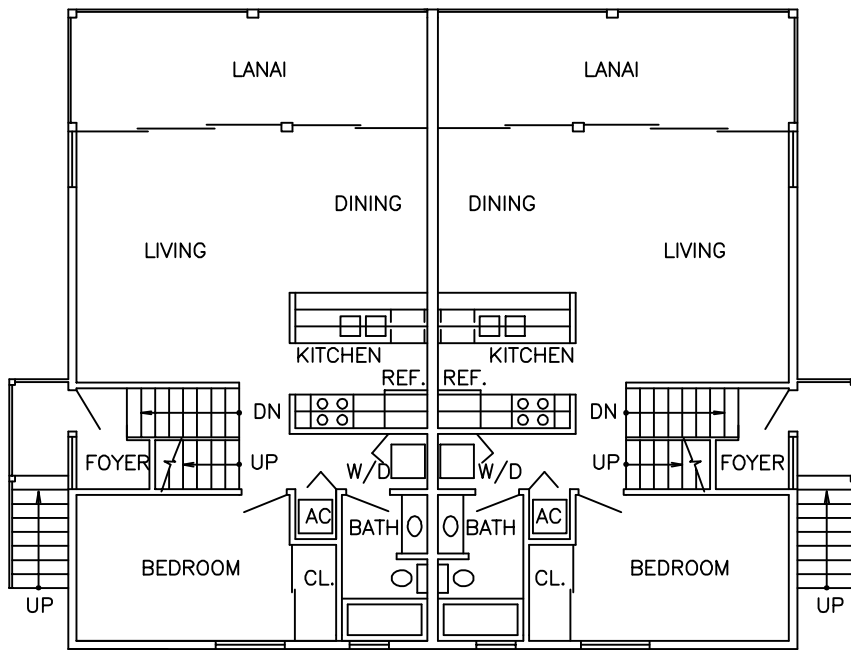 LANAI LANAI
DINING DINING
LIVING LIVING
KITCHEN KITCHEN
REF. REF.
DN DN
FOYER UP W/D W/D UP FOYER
AC AC
BATH BATH
BEDROOM CL. CL. BEDROOM
UP UP